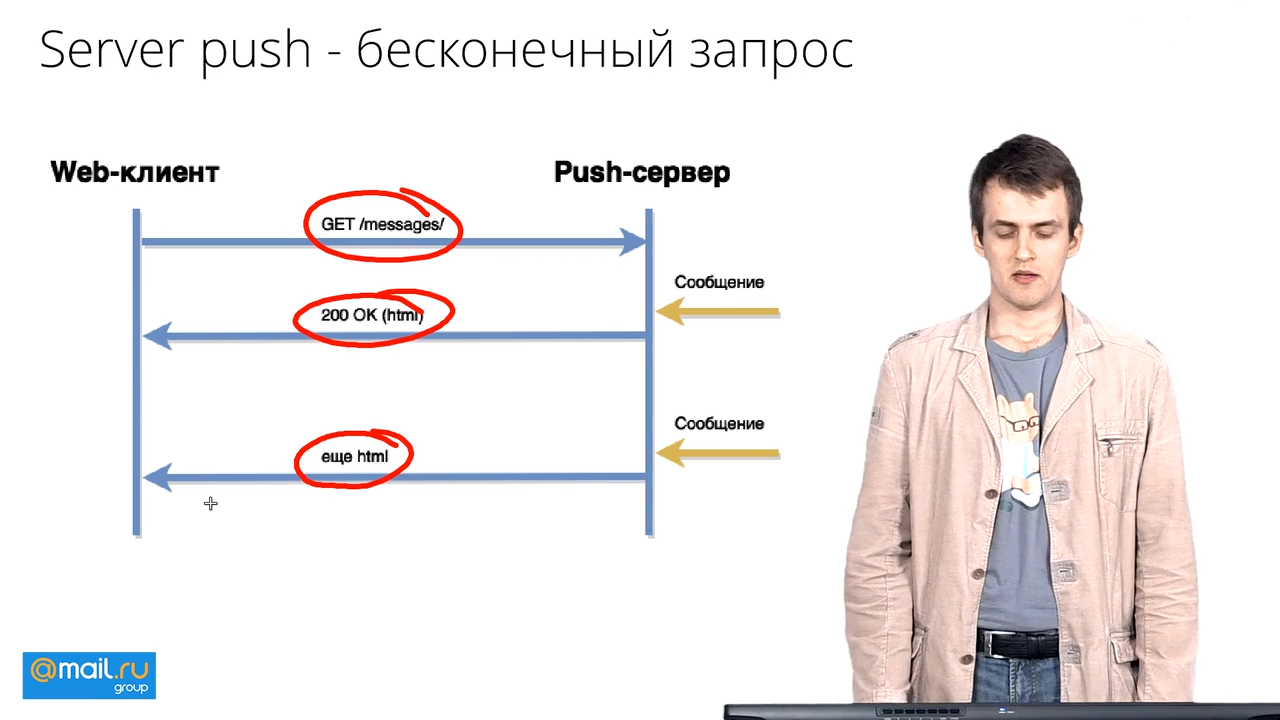 Server push - бесконечный запрос
Web-клиент
Push-сервер
GET /messages/
Сообщение
200 OK (html)
Сообщение
еще html
@mail.ru
group